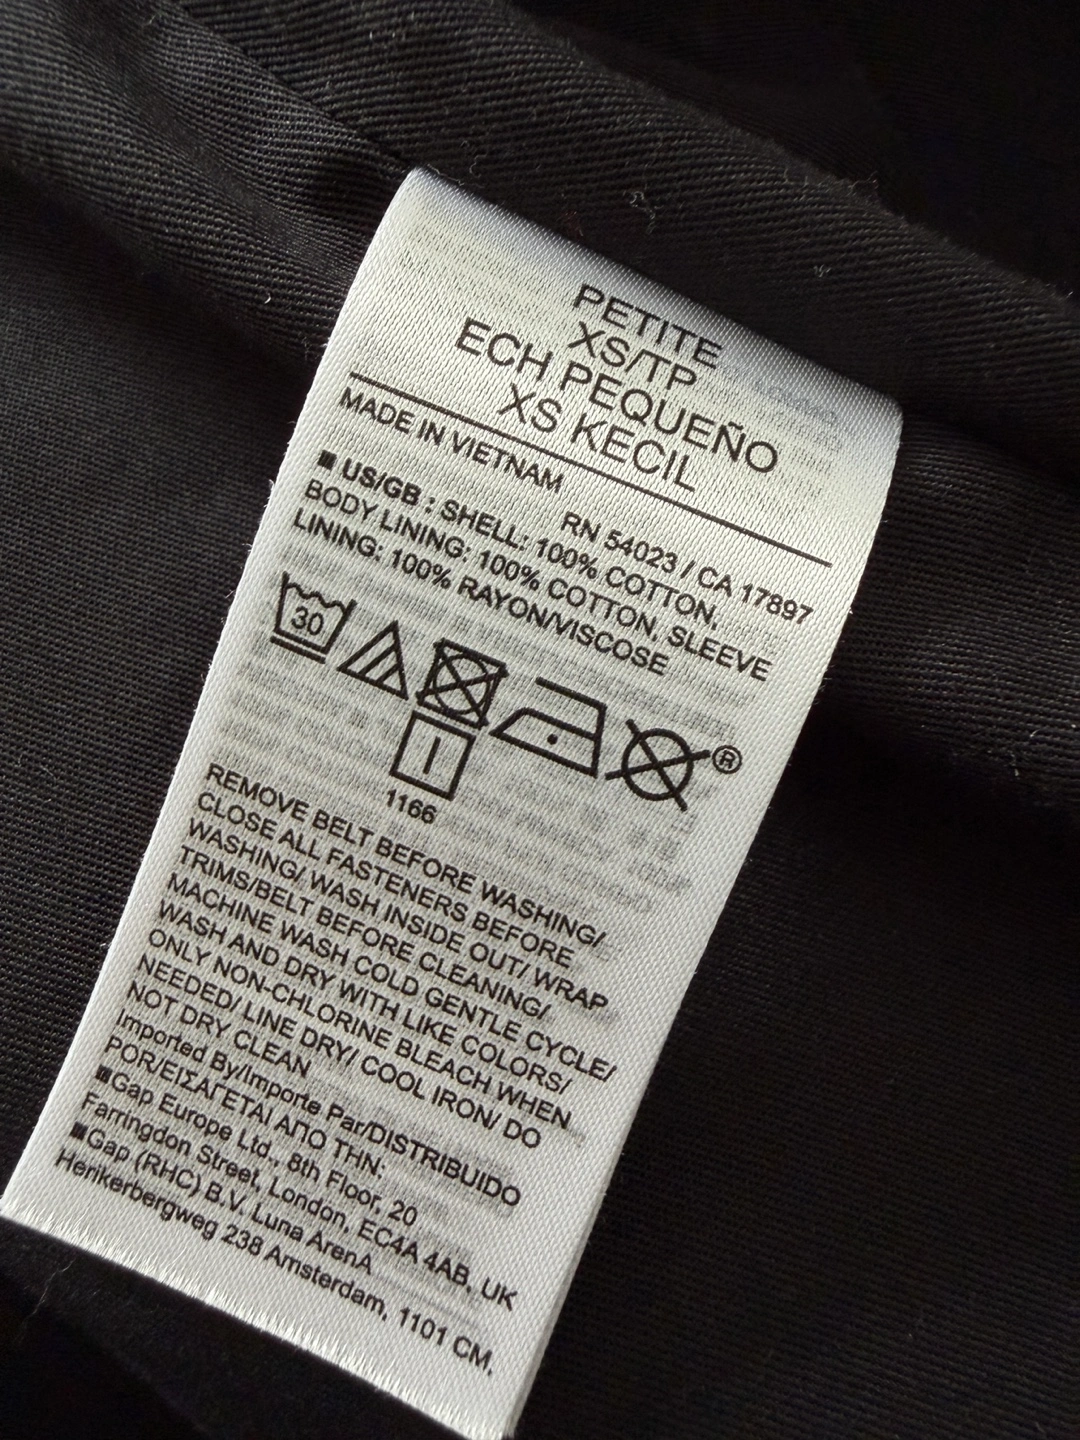 PETITE
XS/TP
ECH PEQUEÑO
XS KECIL
MADE IN VIETNAM
RN 54023 / CA 17897
■ US/GB : SHELL: 100% COTTON,
BODY LINING: 100% COTTON, SLEEVE
LINING: 100% RAYON/VISCOSE
30
®
1166
REMOVE BELT BEFORE WASHING/
CLOSE ALL FASTENERS BEFORE
WASHING/ WASH INSIDE OUT/ WRAP
TRIMS/BELT BEFORE CLEANING/
MACHINE WASH COLD GENTLE CYCLE/
WASH AND DRY WITH LIKE COLORS/
ONLY NON-CHLORINE BLEACH WHEN
NEEDED/ LINE DRY/ COOL IRON/ DO
NOT DRY CLEAN
Imported By/Importe Par/DISTRIBUIDO
POR/ΕΙΣΑΓΕΤΑΙ ΑΠΟ ΤΗΝ:
■Gap Europe Ltd., 8th Floor, 20
Farringdon Street, London, EC4A 4AB, UK
■Gap (RHC) B.V. Luna ArenA
Herikerbergweg 238 Amsterdam, 1101 CM,